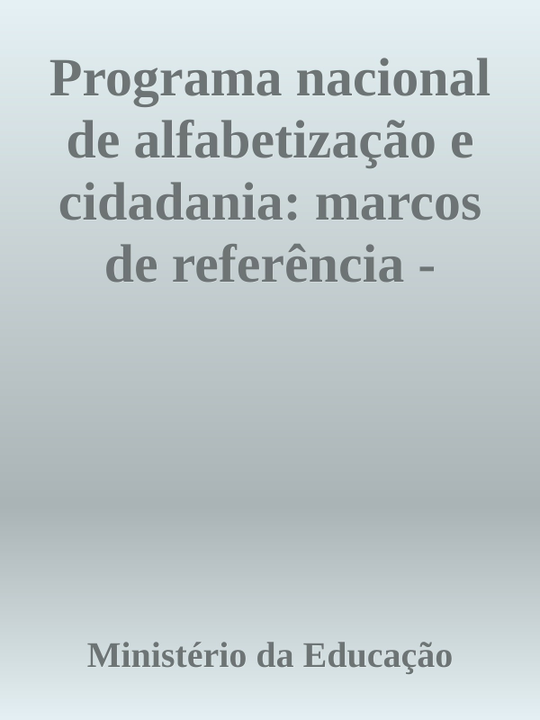 Programa nacional
de alfabetização e
cidadania: marcos
de referência -
Ministério da Educação